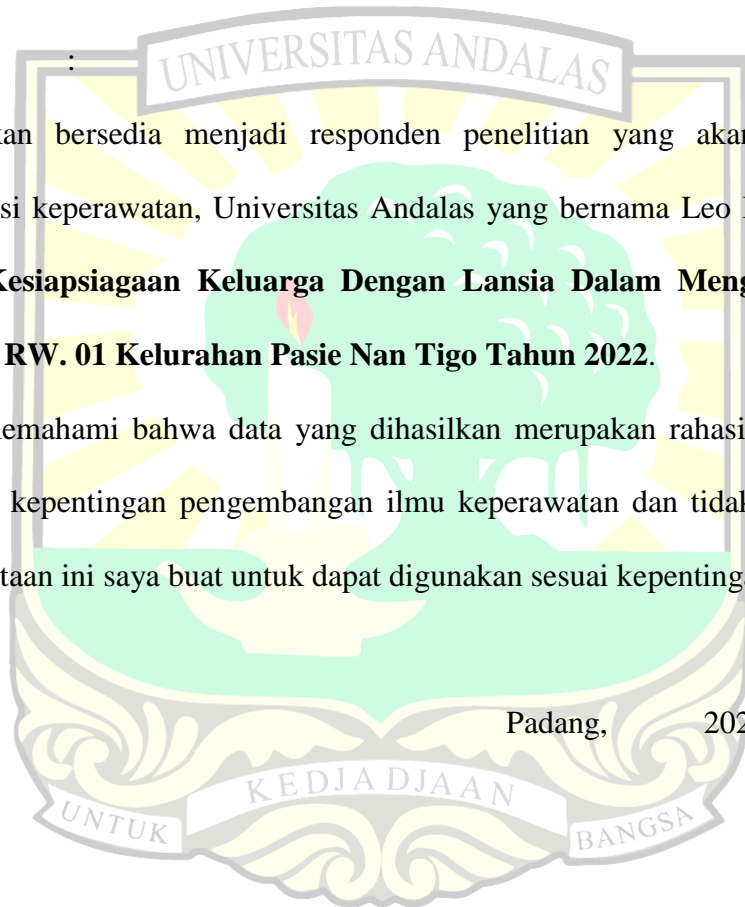 UNIVERSITAS ANDALAS
:
kan bersedia menjadi responden penelitian yang akan
si keperawatan, Universitas Andalas yang bernama Leo
Kesiapsiagaan Keluarga Dengan Lansia Dalam Meng
RW. 01 Kelurahan Pasie Nan Tigo Tahun 2022.
emahami bahwa data yang dihasilkan merupakan rahasi
kepentingan pengembangan ilmu keperawatan dan tidak
taan ini saya buat untuk dapat digunakan sesuai kepentinga
Padang, 202
UNTUK KEDJADJAAN BANGSA